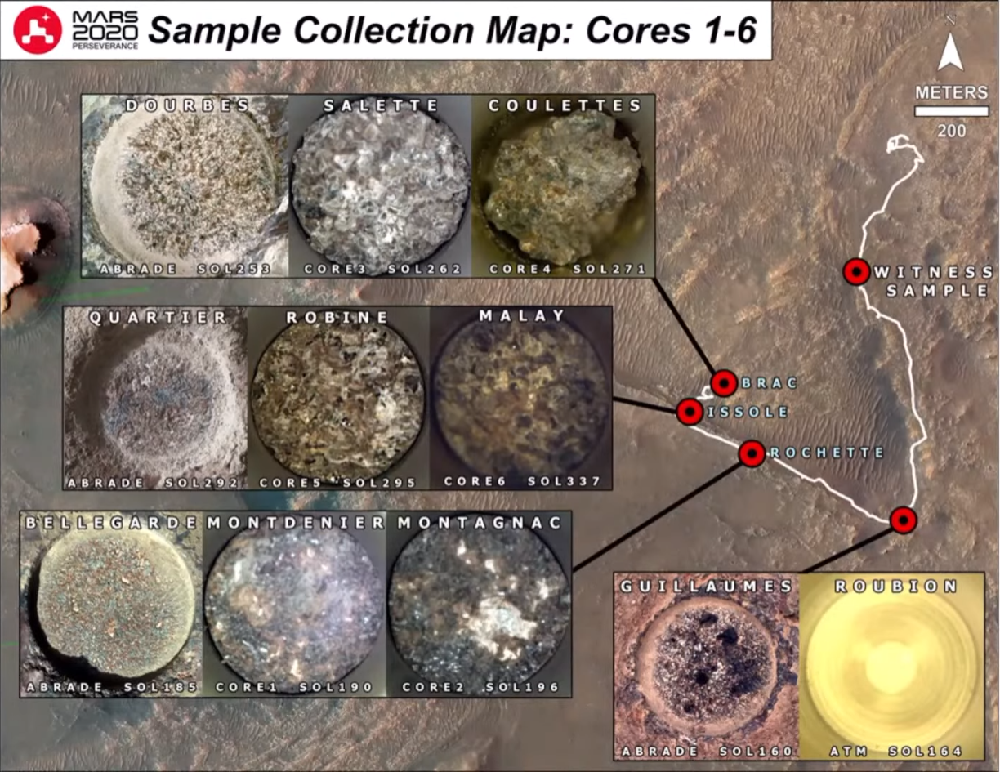 MARS
2020
PERSEVERANCE
Sample Collection Map: Cores 1-6
N
METERS
200
DOURBES SALETTE COULETTES
ABRADE SOL253 CORE3 SOL262 CORE4 SOL271
WITNESS
SAMPLE
QUARTIER ROBINE MALAY
ABRADE SOL292 CORE5 SOL295 CORE6 SOL337
BRAC
ISSOLE
ROCHETTE
BELLEGARDE MONTDENIER MONTAGNAC
ABRADE SOL185 CORE1 SOL190 CORE2 SOL196
GUILLAUMES ROUBION
ABRADE SOL160 ATM SOL164